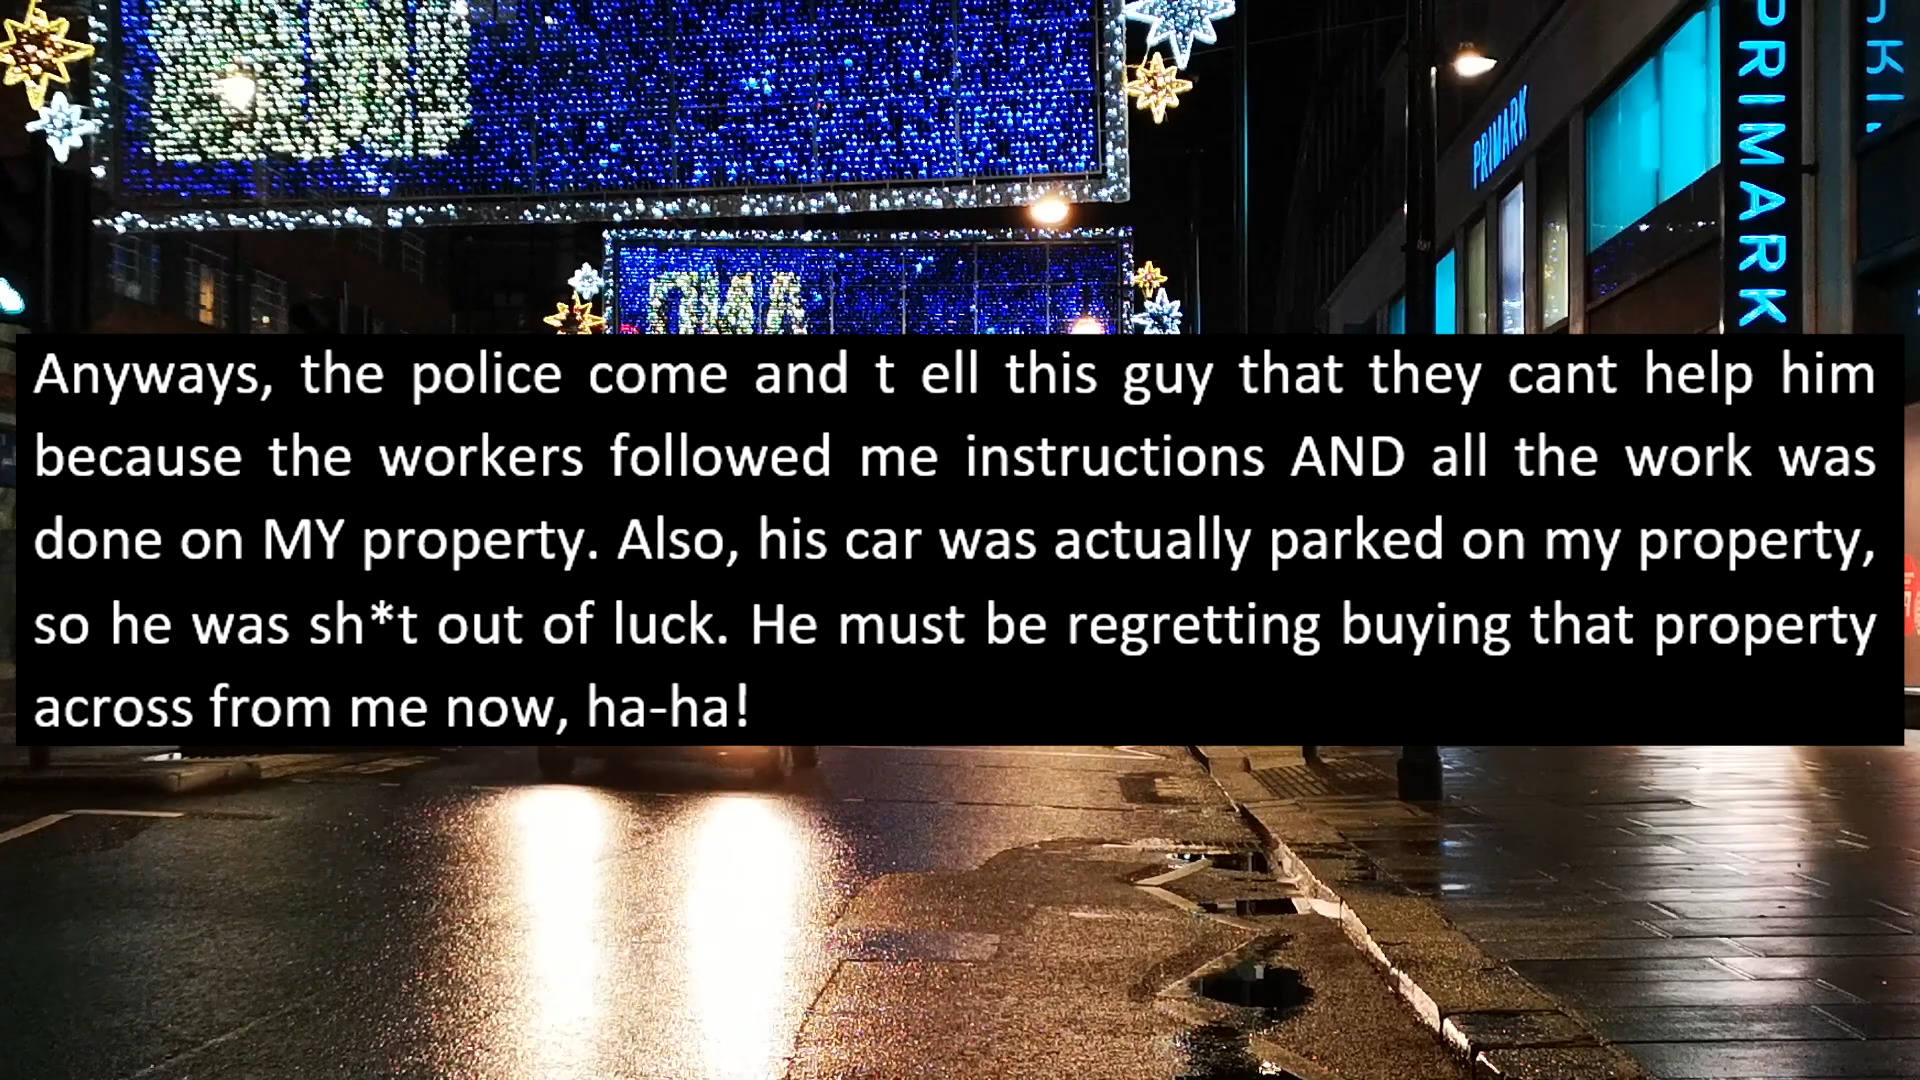 PRIMARK
PRIMARK
Anyways, the police come and t ell this guy that they cant help him
because the workers followed me instructions AND all the work was
done on MY property. Also, his car was actually parked on my property,
so he was sh*t out of luck. He must be regretting buying that property
across from me now, ha-ha!